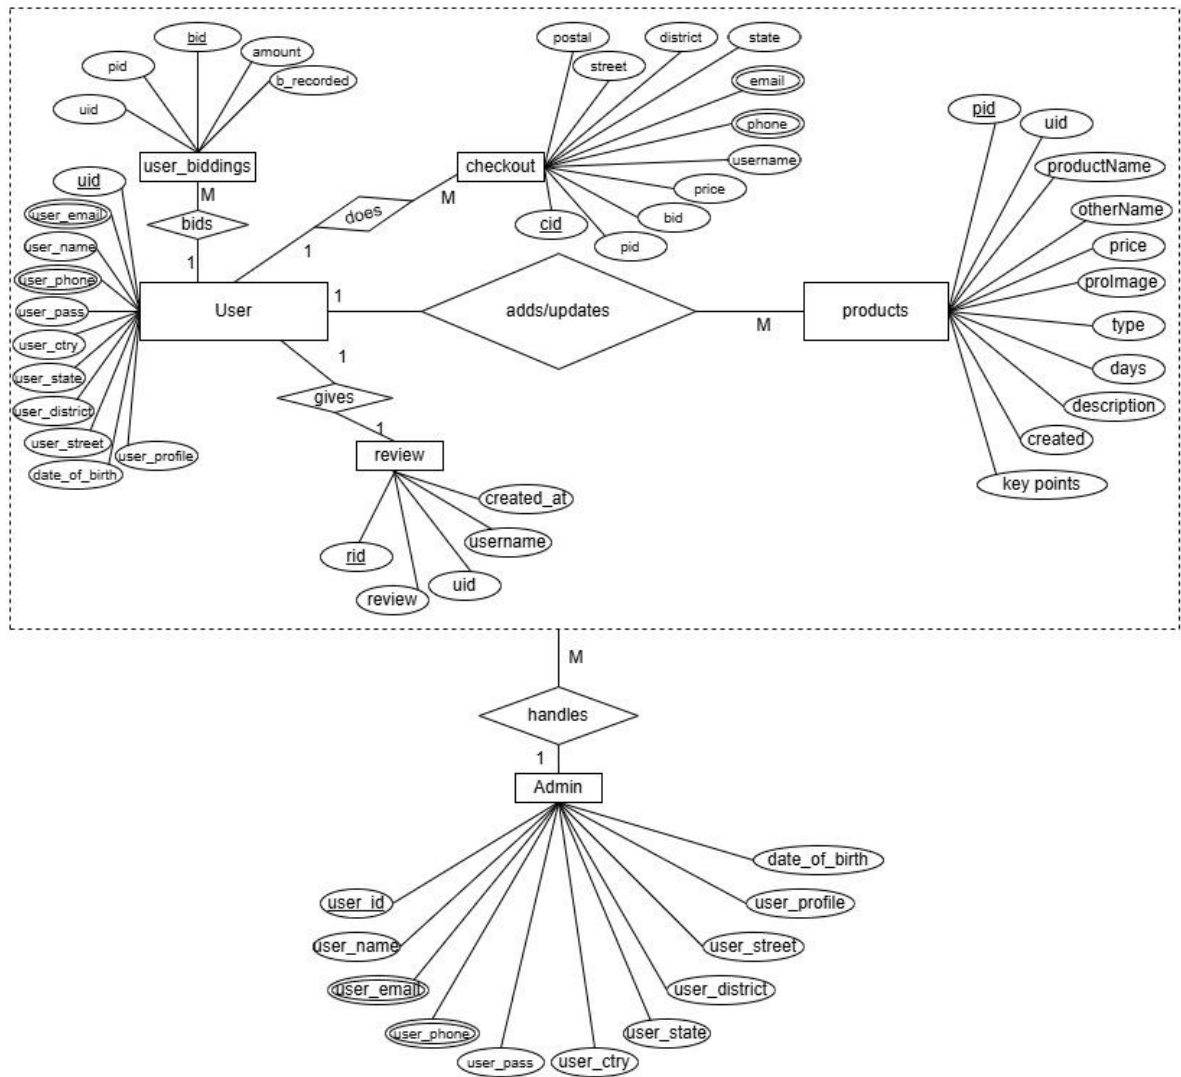 bid
pid
amount
b_recorded
uid
user_biddings
M
bids
1
postal
district
state
street
email
phone
username
price
bid
pid
cid
checkout
M
does
1
uid
user_email
user_name
user_phone
user_pass
user_ctry
user_state
user_district
user_street
date_of_birth
user_profile
User
1
adds/updates
M
products
pid
uid
productName
otherName
price
proImage
type
days
description
created
key points
1
gives
1
review
created_at
username
uid
review
rid
M
handles
1
Admin
date_of_birth
user_profile
user_street
user_district
user_state
user_ctry
user_pass
user_phone
user_email
user_name
user_id